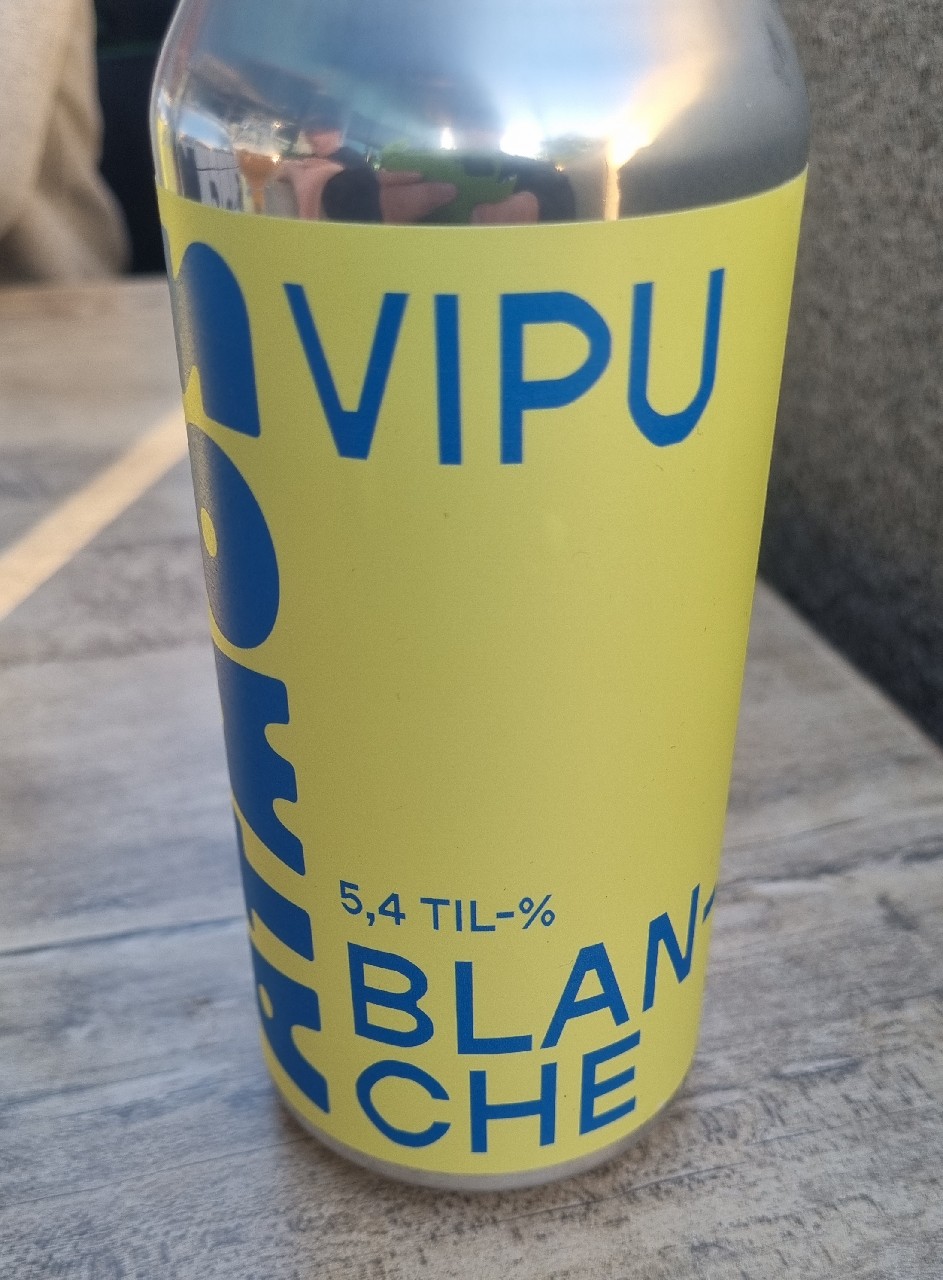 VIPU
5,4 TIL-%
BLAN-
CHE